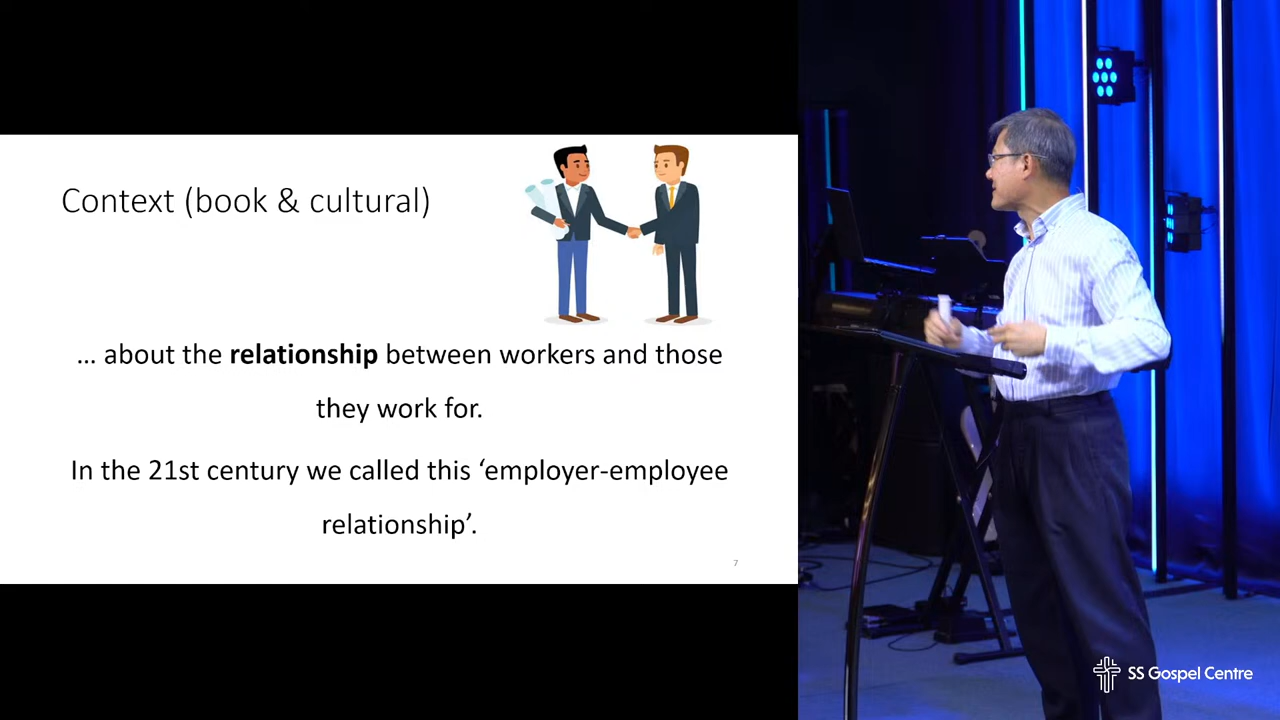 Context (book & cultural)
... about the relationship between workers and those
they work for.
In the 21st century we called this ‘employer-employee
relationship’.
7
SS Gospel Centre